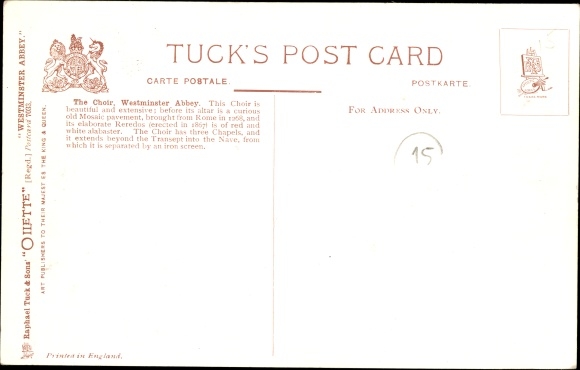 TUCK'S POST CARD
CARTE POSTALE.
POSTKARTE.
The Choir, Westminster Abbey. This Choir is
beautiful and extensive; before its altar is a curious
old Mosaic pavement, brought from Rome in 1268, and
its elaborate Reredos (erected in 1867) is of red and
white alabaster. The Choir has three Chapels, and
it extends beyond the Transept into the Nave, from
which it is separated by an iron screen.
FOR ADDRESS ONLY.
15
Raphael Tuck & Sons' "OILETTE" [Regd.] Postcard 7023.
"WESTMINSTER ABBEY."
ART PUBLISHERS TO THEIR MAJESTIES THE KING & QUEEN.
Printed in England.